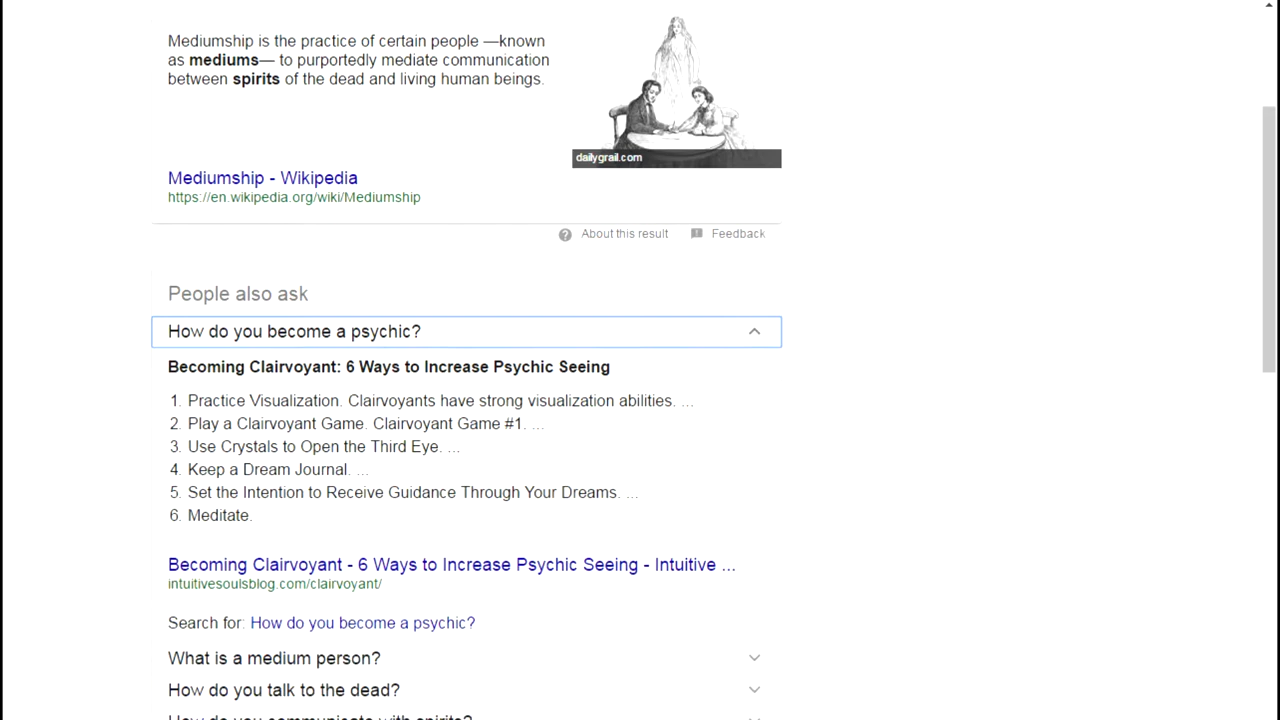 Mediumship is the practice of certain people —known
as mediums— to purportedly mediate communication
between spirits of the dead and living human beings.
dailygrail.com
Mediumship - Wikipedia
https://en.wikipedia.org/wiki/Mediumship
About this result Feedback
People also ask
How do you become a psychic?
Becoming Clairvoyant: 6 Ways to Increase Psychic Seeing
1. Practice Visualization. Clairvoyants have strong visualization abilities. ...
2. Play a Clairvoyant Game. Clairvoyant Game #1. ...
3. Use Crystals to Open the Third Eye. ...
4. Keep a Dream Journal. ...
5. Set the Intention to Receive Guidance Through Your Dreams. ...
6. Meditate.
Becoming Clairvoyant - 6 Ways to Increase Psychic Seeing - Intuitive ...
intuitivesoulsblog.com/clairvoyant/
Search for: How do you become a psychic?
What is a medium person?
How do you talk to the dead?
How do you communicate with spirits?